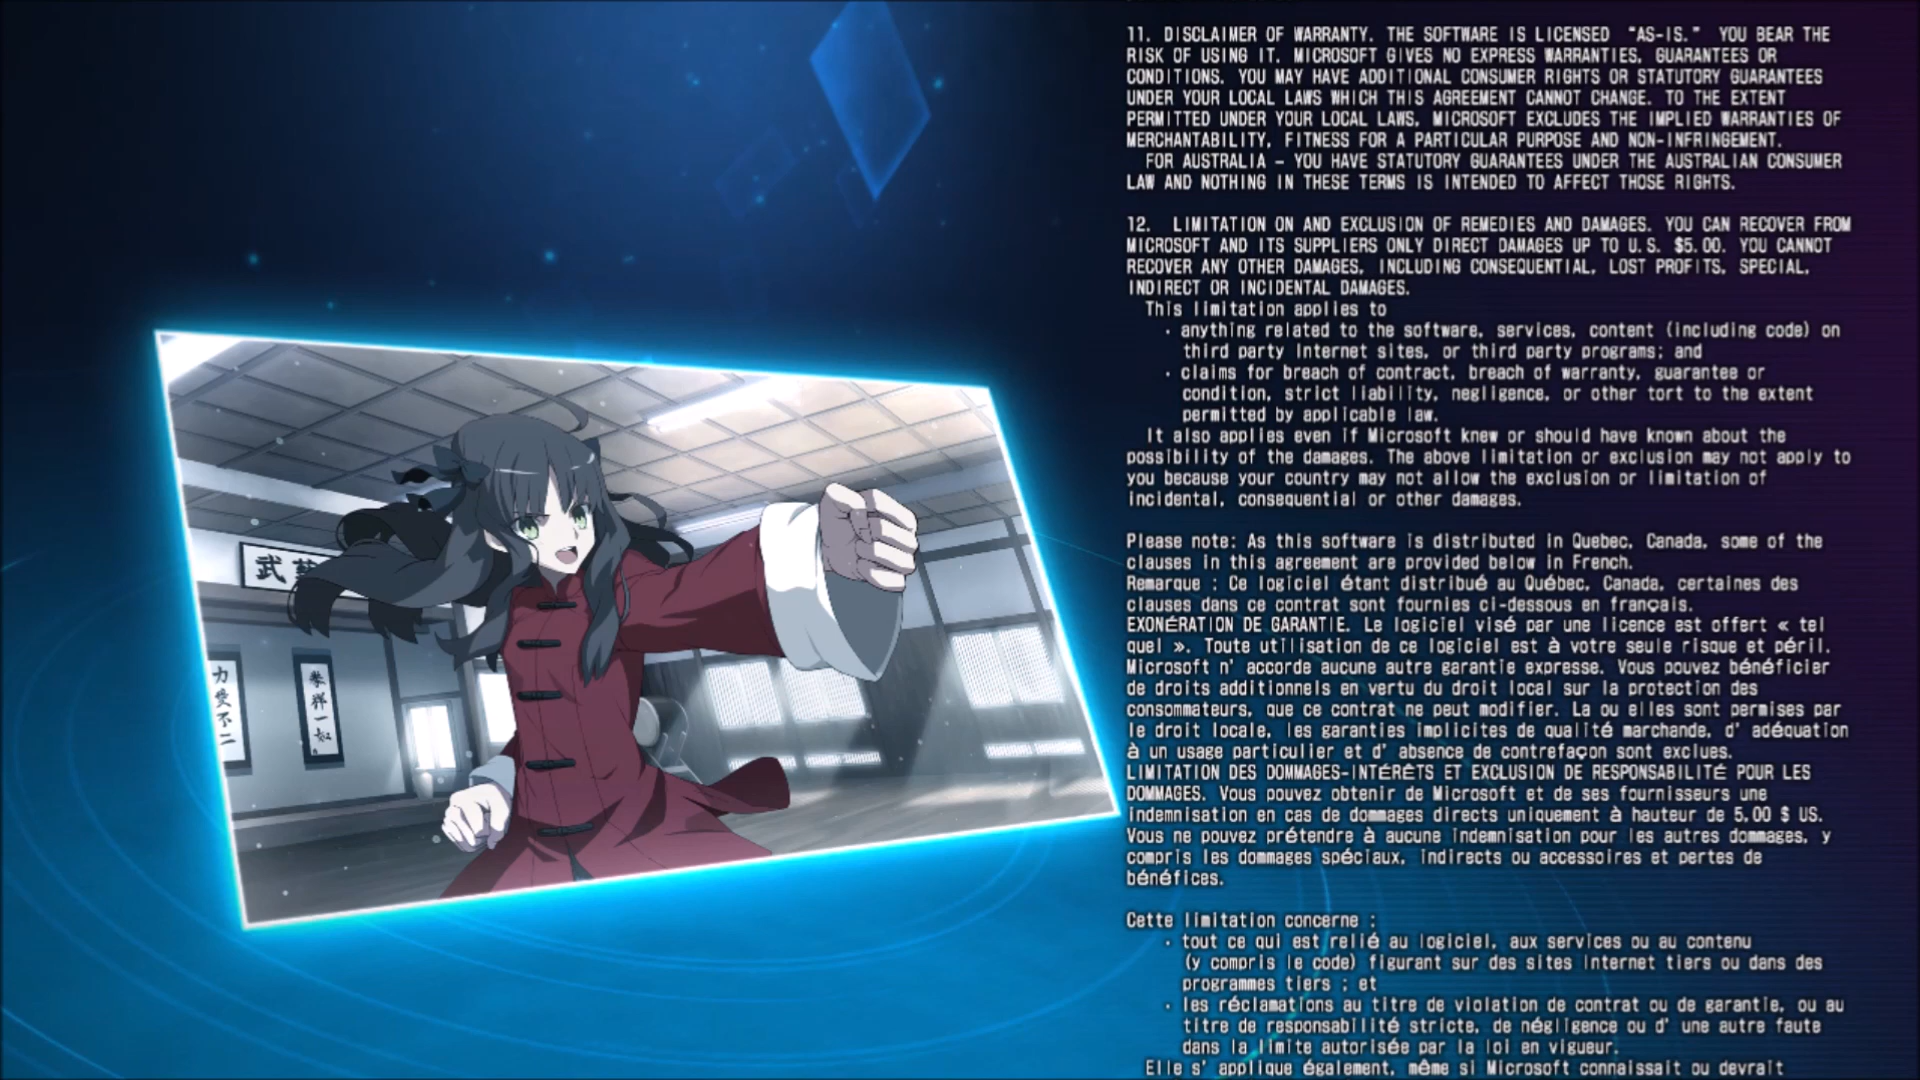 武
力愛不二
拳禅一如。
11. DISCLAIMER OF WARRANTY. THE SOFTWARE IS LICENSED “AS-IS.” YOU BEAR THE
RISK OF USING IT. MICROSOFT GIVES NO EXPRESS WARRANTIES, GUARANTEES OR
CONDITIONS. YOU MAY HAVE ADDITIONAL CONSUMER RIGHTS OR STATUTORY GUARANTEES
UNDER YOUR LOCAL LAWS WHICH THIS AGREEMENT CANNOT CHANGE. TO THE EXTENT
PERMITTED UNDER YOUR LOCAL LAWS, MICROSOFT EXCLUDES THE IMPLIED WARRANTIES OF
MERCHANTABILITY, FITNESS FOR A PARTICULAR PURPOSE AND NON-INFRINGEMENT.
FOR AUSTRALIA – YOU HAVE STATUTORY GUARANTEES UNDER THE AUSTRALIAN CONSUMER
LAW AND NOTHING IN THESE TERMS IS INTENDED TO AFFECT THOSE RIGHTS.
12. LIMITATION ON AND EXCLUSION OF REMEDIES AND DAMAGES. YOU CAN RECOVER FROM
MICROSOFT AND ITS SUPPLIERS ONLY DIRECT DAMAGES UP TO U.S. $5.00. YOU CANNOT
RECOVER ANY OTHER DAMAGES, INCLUDING CONSEQUENTIAL, LOST PROFITS, SPECIAL,
INDIRECT OR INCIDENTAL DAMAGES.
This limitation applies to
・anything related to the software, services, content (including code) on
third party Internet sites, or third party programs; and
・claims for breach of contract, breach of warranty, guarantee or
condition, strict liability, negligence, or other tort to the extent
permitted by applicable law.
It also applies even if Microsoft knew or should have known about the
possibility of the damages. The above limitation or exclusion may not apply to
you because your country may not allow the exclusion or limitation of
incidental, consequential or other damages.
Please note: As this software is distributed in Quebec, Canada, some of the
clauses in this agreement are provided below in French.
Remarque : Ce logiciel étant distribué au Québec, Canada, certaines des
clauses dans ce contrat sont fournies ci-dessous en français.
EXONÉRATION DE GARANTIE. Le logiciel visé par une licence est offert « tel
quel ». Toute utilisation de ce logiciel est à votre seule risque et péril.
Microsoft n’accorde aucune autre garantie expresse. Vous pouvez bénéficier
de droits additionnels en vertu du droit local sur la protection des
consommateurs, que ce contrat ne peut modifier. La ou elles sont permises par
le droit locale, les garanties implicites de qualité marchande, d’adéquation
à un usage particulier et d’absence de contrefaçon sont exclues.
LIMITATION DES DOMMAGES-INTÉRÊTS ET EXCLUSION DE RESPONSABILITÉ POUR LES
DOMMAGES. Vous pouvez obtenir de Microsoft et de ses fournisseurs une
indemnisation en cas de dommages directs uniquement à hauteur de 5,00 $ US.
Vous ne pouvez prétendre à aucune indemnisation pour les autres dommages, y
compris les dommages spéciaux, indirects ou accessoires et pertes de
bénéfices.
Cette limitation concerne :
・tout ce qui est relié au logiciel, aux services ou au contenu
(y compris le code) figurant sur des sites Internet tiers ou dans des
programmes tiers ; et
・les réclamations au titre de violation de contrat ou de garantie, ou au
titre de responsabilité stricte, de négligence ou d’une autre faute
dans la limite autorisée par la loi en vigueur.
Elle s’applique également, même si Microsoft connaissait ou devrait